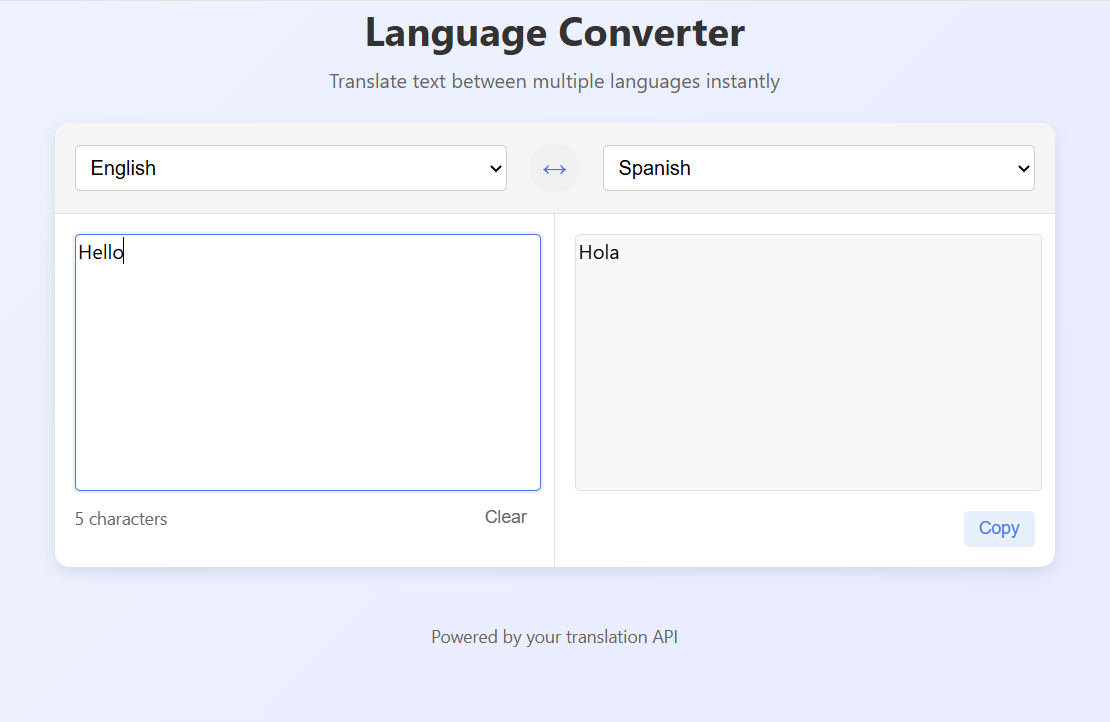 Language Converter
Translate text between multiple languages instantly
English
↔
Spanish
Hello
Hola
5 characters
Clear
Copy
Powered by your translation API